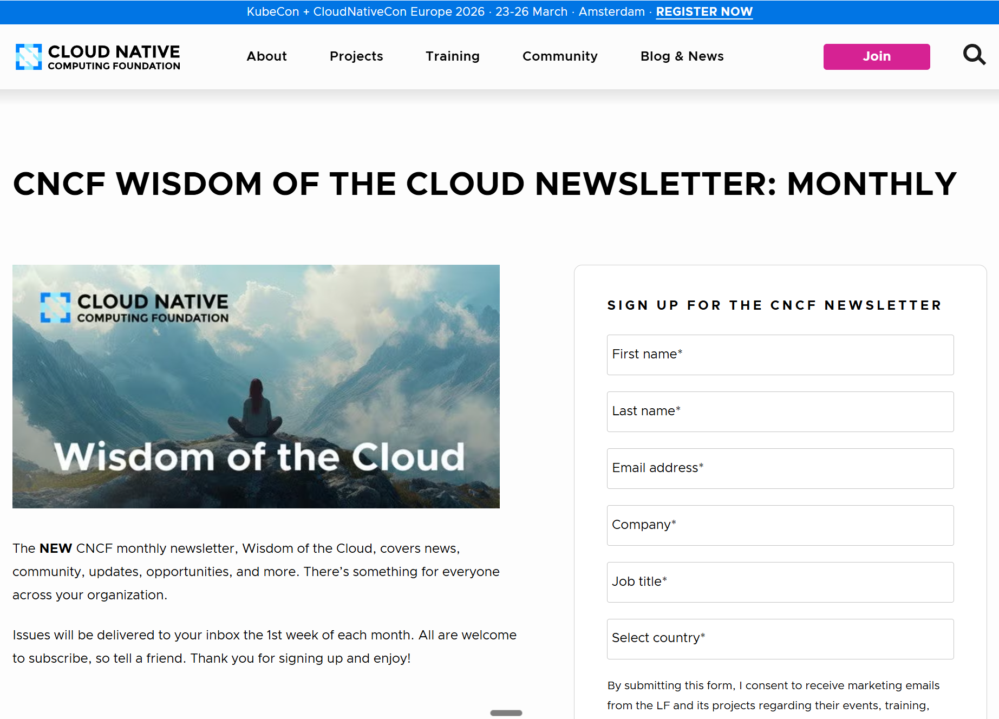 KubeCon + CloudNativeCon Europe 2026 · 23-26 March · Amsterdam · REGISTER NOW
CLOUD NATIVE
COMPUTING FOUNDATION
About
Projects
Training
Community
Blog & News
Join
CNCF WISDOM OF THE CLOUD NEWSLETTER: MONTHLY
CLOUD NATIVE
COMPUTING FOUNDATION
Wisdom of the Cloud
The NEW CNCF monthly newsletter, Wisdom of the Cloud, covers news,
community, updates, opportunities, and more. There’s something for everyone
across your organization.
Issues will be delivered to your inbox the 1st week of each month. All are welcome
to subscribe, so tell a friend. Thank you for signing up and enjoy!
SIGN UP FOR THE CNCF NEWSLETTER
First name*
Last name*
Email address*
Company*
Job title*
Select country*
By submitting this form, I consent to receive marketing emails
from the LF and its projects regarding their events, training,